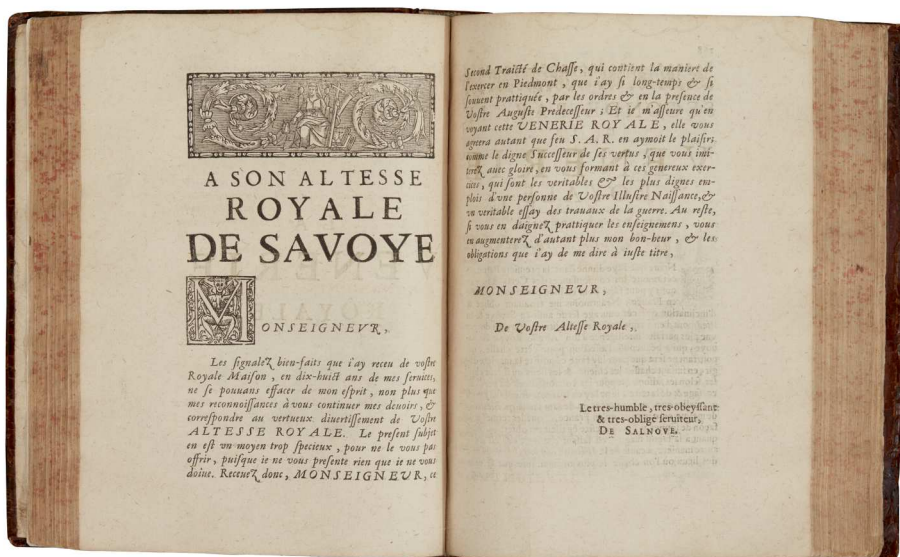 A SON ALTESSE
ROYALE
DE SAVOYE
MONSEIGNEVR,
Les signalez bien-faits que i'ay receu de vostre
Royale Maison, en dix-huict ans de mes seruices,
ne se pouuans effacer de mon esprit, non plus que
mes reconnoissances à vous continuer mes deuoirs, &
correspondre au vertueux diuertissement de Vostre
ALTESSE ROYALE. Le present subjet
en est vn moyen trop specieux, pour ne le vous pas
offrir, puisque ie ne vous presente rien que ie ne vous
doiue. Receuez donc, MONSEIGNEVR, ce
Second Traicté de Chasse, qui contient la maniere de
l'exercer en Piedmont, que i'ay si long-temps & si
souuent prattiquée, par les ordres & en la presence de
Vostre Auguste Predecesseur; Et ie m'asseure qu'en
voyant cette VENERIE ROYALE, elle vous
agreera autant que feu S. A. R. en aymoit le plaisir;
comme le digne Successeur de ses vertus, que vous imi-
terez auec gloire, en vous formant à ces genereux exer-
cices, qui sont les veritables & les plus dignes em-
plois d'vne personne de Vostre Illustre Naissance, &
vn veritable essay des trauaux de la guerre. Au reste,
si vous en daignez prattiquer les enseignemens, vous
en augmenterez d'autant plus mon bon-heur, & les
obligations que i'ay de me dire à iuste titre,
MONSEIGNEVR,
De Vostre Altesse Royale,
Le tres-humble, tres-obeyssant
& tres-obligé seruiteur,
DE SALNOVE.